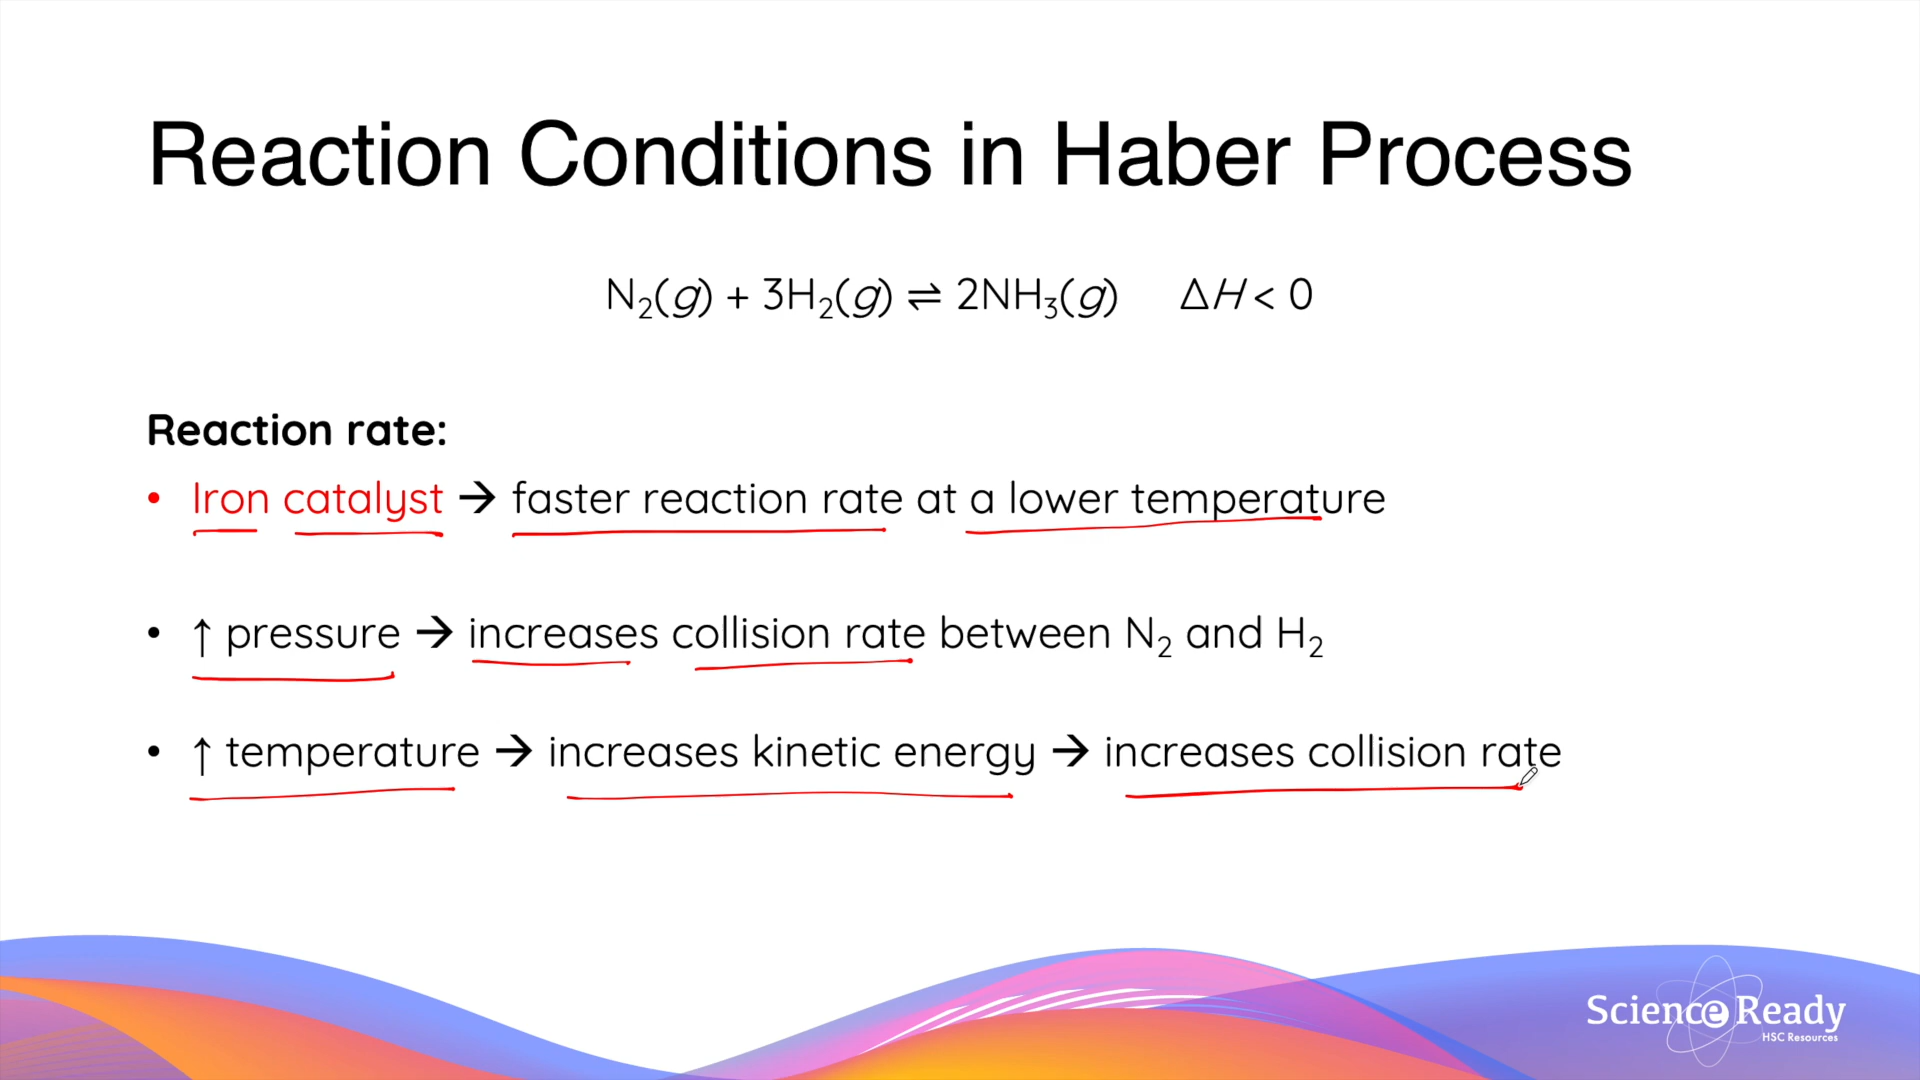 Reaction Conditions in Haber Process
N₂(g) + 3H₂(g) ⇌ 2NH₃(g) ΔH < 0
Reaction rate:
• Iron catalyst → faster reaction rate at a lower temperature
• ↑ pressure → increases collision rate between N₂ and H₂
• ↑ temperature → increases kinetic energy → increases collision rate
Science Ready
HSC Resources